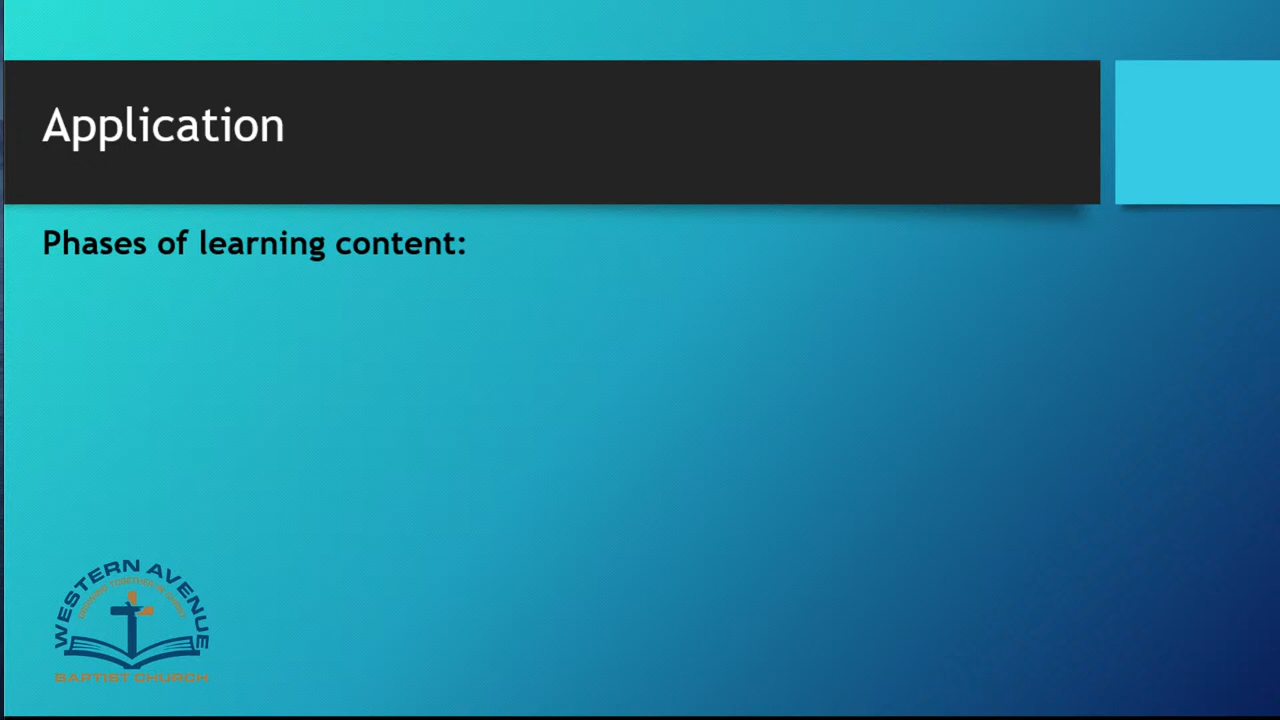 Application
Phases of learning content:
WESTERN AVENUE
BAPTIST CHURCH